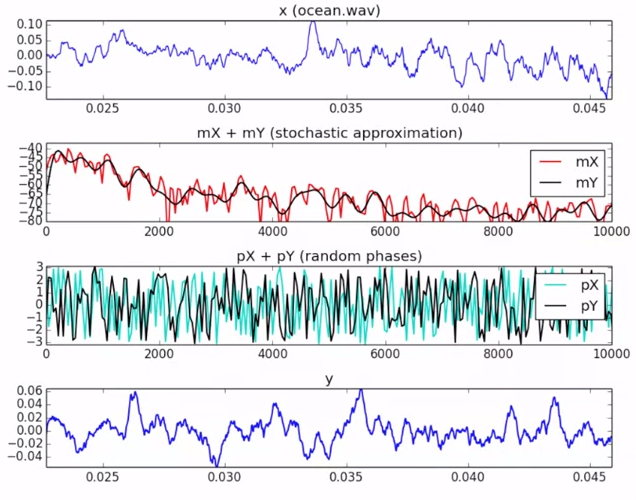 x (ocean.wav)
0.10
0.05
0.00
−0.05
−0.10
0.025 0.030 0.035 0.040 0.045
mX + mY (stochastic approximation)
−40
−45
−50
−55
−60
−65
−70
−75
−80
mX
mY
0 2000 4000 6000 8000 10000
pX + pY (random phases)
3
2
1
0
−1
−2
−3
pX
pY
0 2000 4000 6000 8000 10000
y
0.06
0.04
0.02
0.00
−0.02
−0.04
0.025 0.030 0.035 0.040 0.045